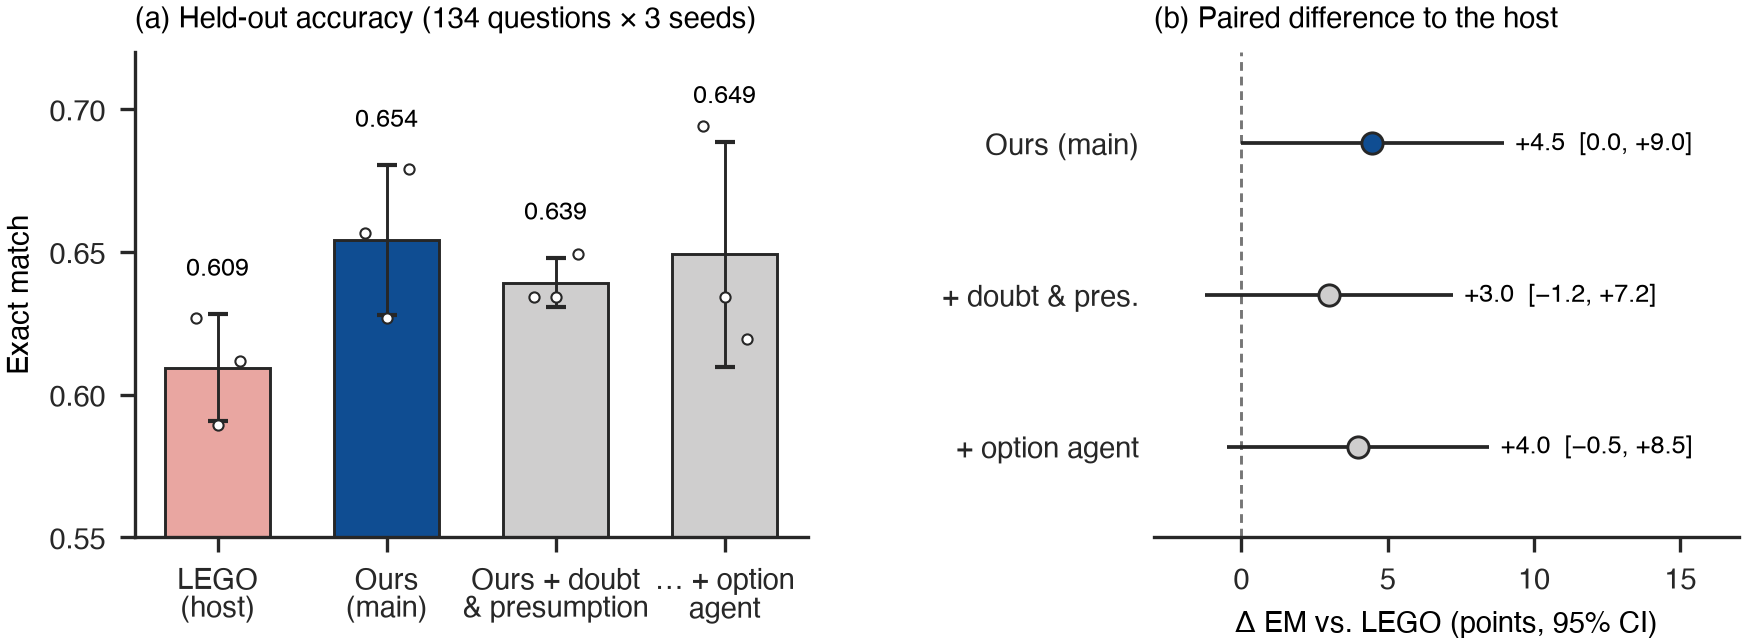 (a) Held-out accuracy (134 questions × 3 seeds)
Exact match
0.70
0.65
0.60
0.55
0.609
0.654
0.639
0.649
LEGO
(host)
Ours
(main)
Ours + doubt
& presumption
… + option
agent
(b) Paired difference to the host
Ours (main)
+4.5 [0.0, +9.0]
+ doubt & pres.
+3.0 [−1.2, +7.2]
+ option agent
+4.0 [−0.5, +8.5]
0 5 10 15
Δ EM vs. LEGO (points, 95% CI)